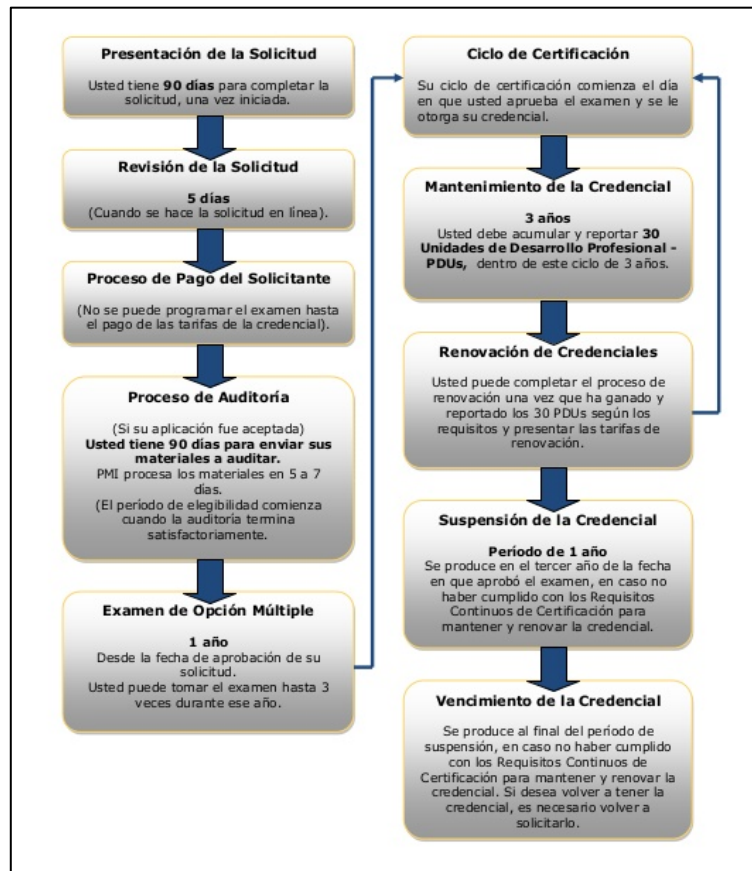 Presentación de la Solicitud
Usted tiene 90 días para completar la
solicitud, una vez iniciada.
Revisión de la Solicitud
5 días
(Cuando se hace la solicitud en línea).
Proceso de Pago del Solicitante
(No se puede programar el examen hasta
el pago de las tarifas de la credencial).
Proceso de Auditoría
(Si su aplicación fue aceptada)
Usted tiene 90 días para enviar sus
materiales a auditar.
PMI procesa los materiales en 5 a 7
días.
(El período de elegibilidad comienza
cuando la auditoría termina
satisfactoriamente.
Examen de Opción Múltiple
1 año
Desde la fecha de aprobación de su
solicitud.
Usted puede tomar el examen hasta 3
veces durante ese año.
Ciclo de Certificación
Su ciclo de certificación comienza el día
en que usted aprueba el examen y se le
otorga su credencial.
Mantenimiento de la Credencial
3 años
Usted debe acumular y reportar 30
Unidades de Desarrollo Profesional -
PDUs, dentro de este ciclo de 3 años.
Renovación de Credenciales
Usted puede completar el proceso de
renovación una vez que ha ganado y
reportado los 30 PDUs según los
requisitos y presentar las tarifas de
renovación.
Suspensión de la Credencial
Período de 1 año
Se produce en el tercer año de la fecha
en que aprobó el examen, en caso no
haber cumplido con los Requisitos
Continuos de Certificación para
mantener y renovar la credencial.
Vencimiento de la Credencial
Se produce al final del período de
suspensión, en caso no haber cumplido
con los Requisitos Continuos de
Certificación para mantener y renovar la
credencial. Si desea volver a tener la
credencial, es necesario volver a
solicitarlo.